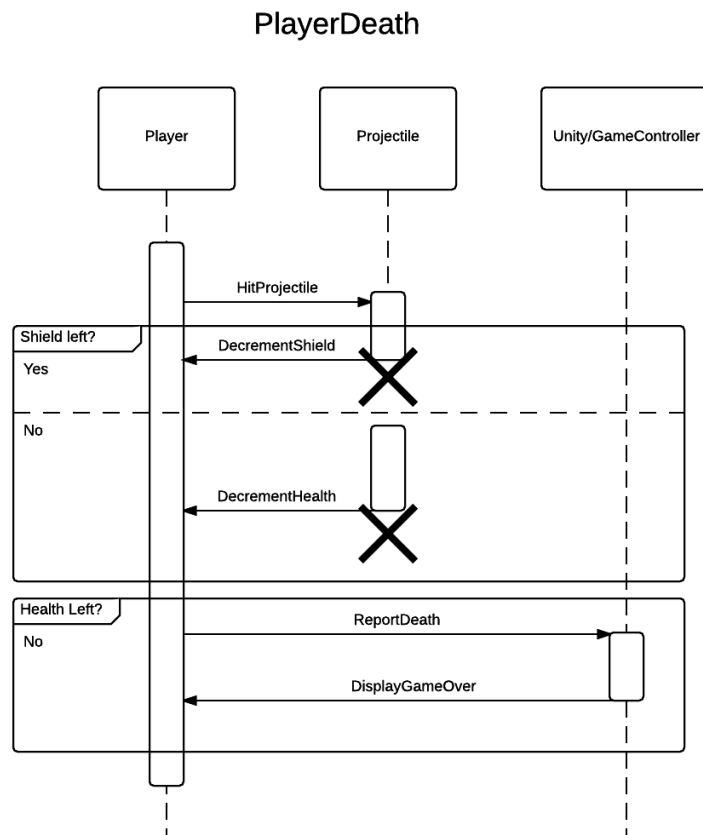 PlayerDeath
Player
Projectile
Unity/GameController
HitProjectile
Shield left?
DecrementShield
Yes
No
DecrementHealth
Health Left?
ReportDeath
No
DisplayGameOver